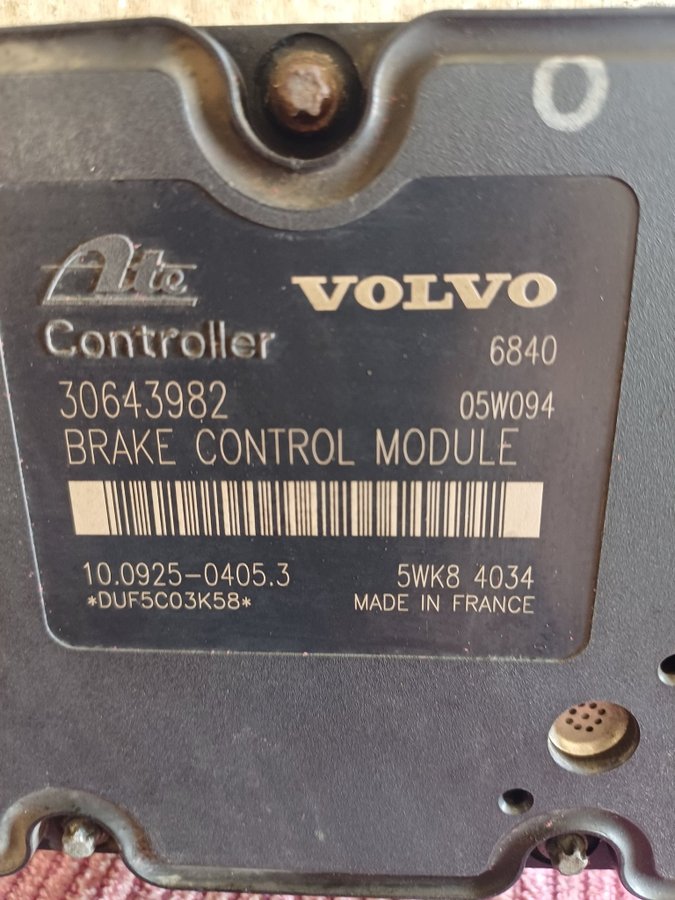 O
Ate
VOLVO
Controller
6840
30643982
05W094
BRAKE CONTROL MODULE
10.0925-0405.3
5WK8 4034
*DUF5C03K58*
MADE IN FRANCE